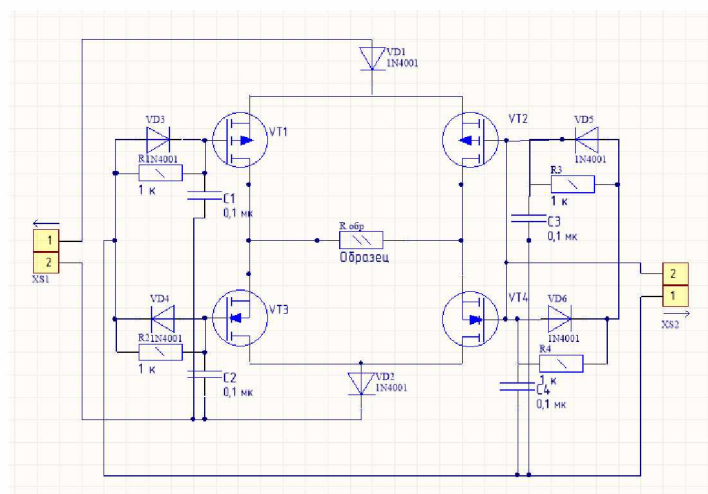 VD1
1N4001
VT1
VT2
VD3
R1
1N4001
1 к
C1
0,1 мк
VD5
1N4001
R3
1 к
C3
0,1 мк
R обр
Образец
1
2
XS1
2
1
XS2
VT3
VT4
VD4
R2
1N4001
1 к
C2
0,1 мк
VD2
1N4001
VD6
1N4001
R4
1 к
C4
0,1 мк